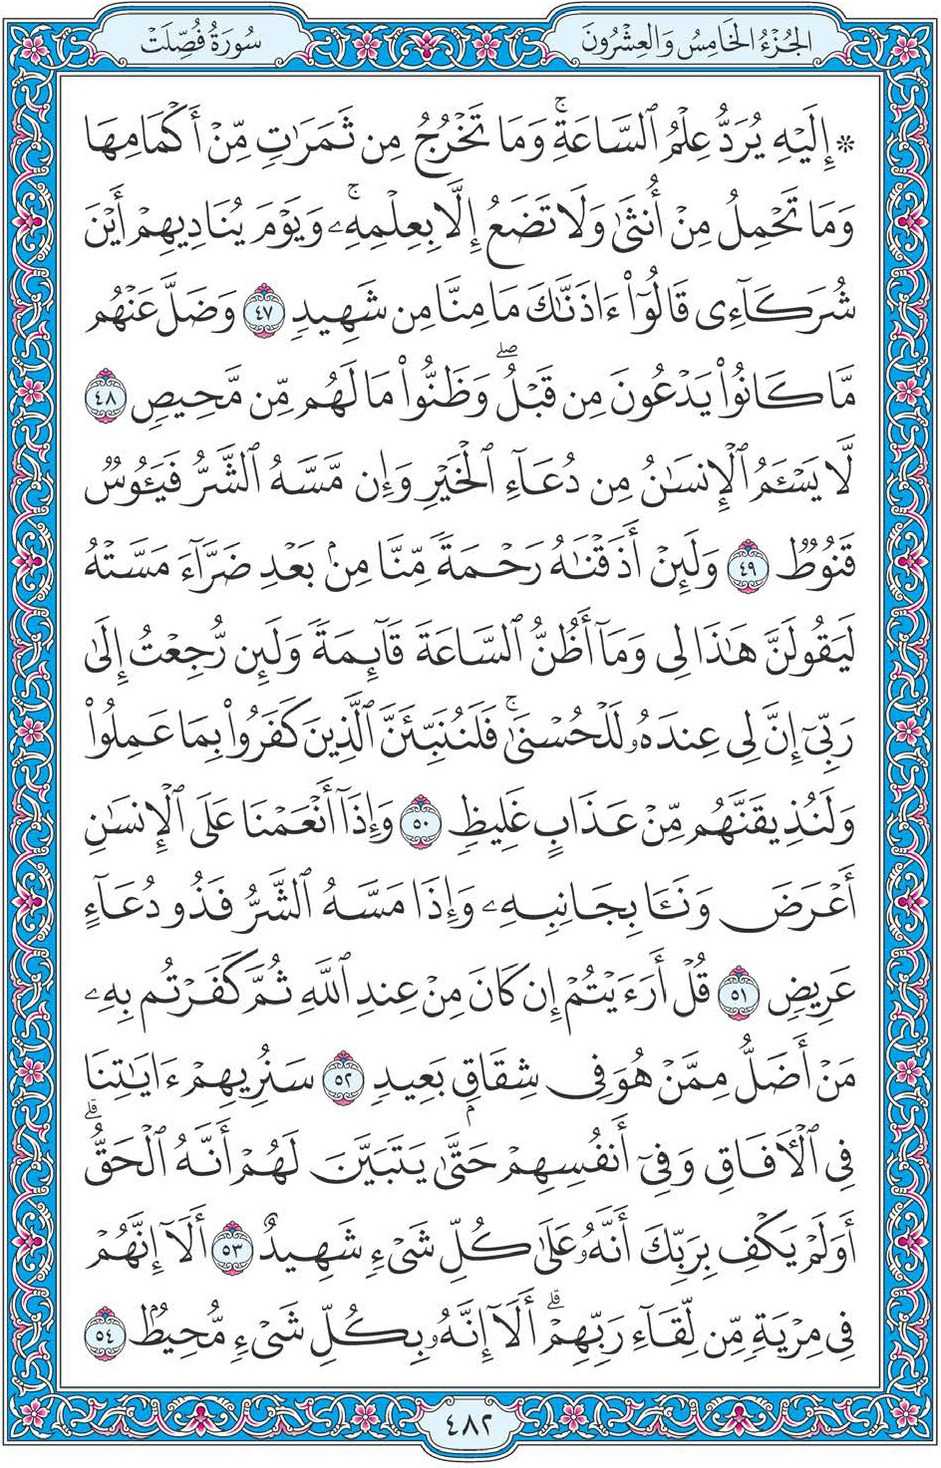 الجُزْءُ الخَامِسُ وَالعِشْرُونَ
سُورَةُ فُصِّلَتْ
۞ إِلَيْهِ يُرَدُّ عِلْمُ ٱلسَّاعَةِۚ وَمَا تَخْرُجُ مِن ثَمَرَٰتٖ مِّنْ أَكْمَامِهَا
وَمَا تَحْمِلُ مِنْ أُنثَىٰ وَلَا تَضَعُ إِلَّا بِعِلْمِهِۦۚ وَيَوْمَ يُنَادِيهِمْ أَيْنَ
شُرَكَآءِى قَالُوٓا۟ ءَاذَنَّٰكَ مَا مِنَّا مِن شَهِيدٖ ٤٧ وَضَلَّ عَنْهُم
مَّا كَانُوا۟ يَدْعُونَ مِن قَبْلُۖ وَظَنُّوا۟ مَا لَهُم مِّن مَّحِيصٖ ٤٨
لَّا يَسْـَٔمُ ٱلْإِنسَٰنُ مِن دُعَآءِ ٱلْخَيْرِ وَإِن مَّسَّهُ ٱلشَّرُّ فَيَـُٔوسٞ
قَنُوطٞ ٤٩ وَلَئِنْ أَذَقْنَٰهُ رَحْمَةٗ مِّنَّا مِنۢ بَعْدِ ضَرَّآءَ مَسَّتْهُ
لَيَقُولَنَّ هَٰذَا لِى وَمَآ أَظُنُّ ٱلسَّاعَةَ قَآئِمَةٗ وَلَئِن رُّجِعْتُ إِلَىٰ
رَبِّىٓ إِنَّ لِى عِندَهُۥ لَلْحُسْنَىٰۚ فَلَنُنَبِّئَنَّ ٱلَّذِينَ كَفَرُوا۟ بِمَا عَمِلُوا۟
وَلَنُذِيقَنَّهُم مِّنْ عَذَابٍ غَلِيظٖ ٥٠ وَإِذَآ أَنْعَمْنَا عَلَى ٱلْإِنسَٰنِ
أَعْرَضَ وَنَـَٔا بِجَانِبِهِۦ وَإِذَا مَسَّهُ ٱلشَّرُّ فَذُو دُعَآءٍ
عَرِيضٖ ٥١ قُلْ أَرَءَيْتُمْ إِن كَانَ مِنْ عِندِ ٱللَّهِ ثُمَّ كَفَرْتُم بِهِۦ
مَنْ أَضَلُّ مِمَّنْ هُوَ فِى شِقَاقِۭ بَعِيدٖ ٥٢ سَنُرِيهِمْ ءَايَٰتِنَا
فِى ٱلْـَٔافَاقِ وَفِىٓ أَنفُسِهِمْ حَتَّىٰ يَتَبَيَّنَ لَهُمْ أَنَّهُ ٱلْحَقُّۗ
أَوَلَمْ يَكْفِ بِرَبِّكَ أَنَّهُۥ عَلَىٰ كُلِّ شَىْءٖ شَهِيدٌ ٥٣ أَلَآ إِنَّهُمْ
فِى مِرْيَةٖ مِّن لِّقَآءِ رَبِّهِمْۗ أَلَآ إِنَّهُۥ بِكُلِّ شَىْءٖ مُّحِيطُۢ ٥٤
٤٨٢